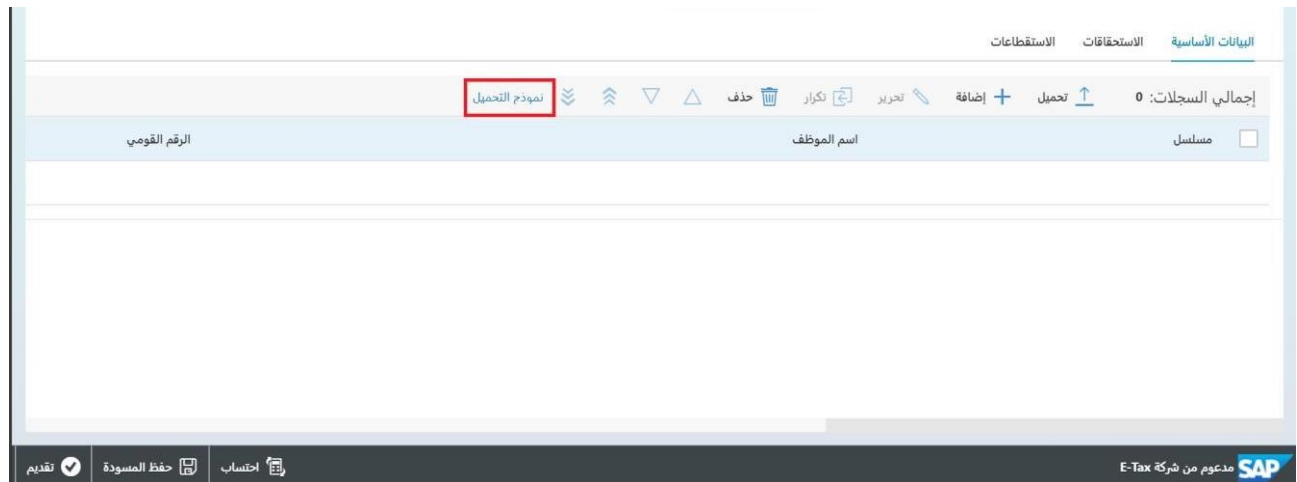 البيانات الأساسية الاستحقاقات الاستقطاعات
إجمالي السجلات: 0 تحميل إضافة تحرير تكرار حذف نموذج التحميل
مسلسل اسم الموظف الرقم القومي
SAP مدعوم من شركة E-Tax احتساب حفظ المسودة تقديم